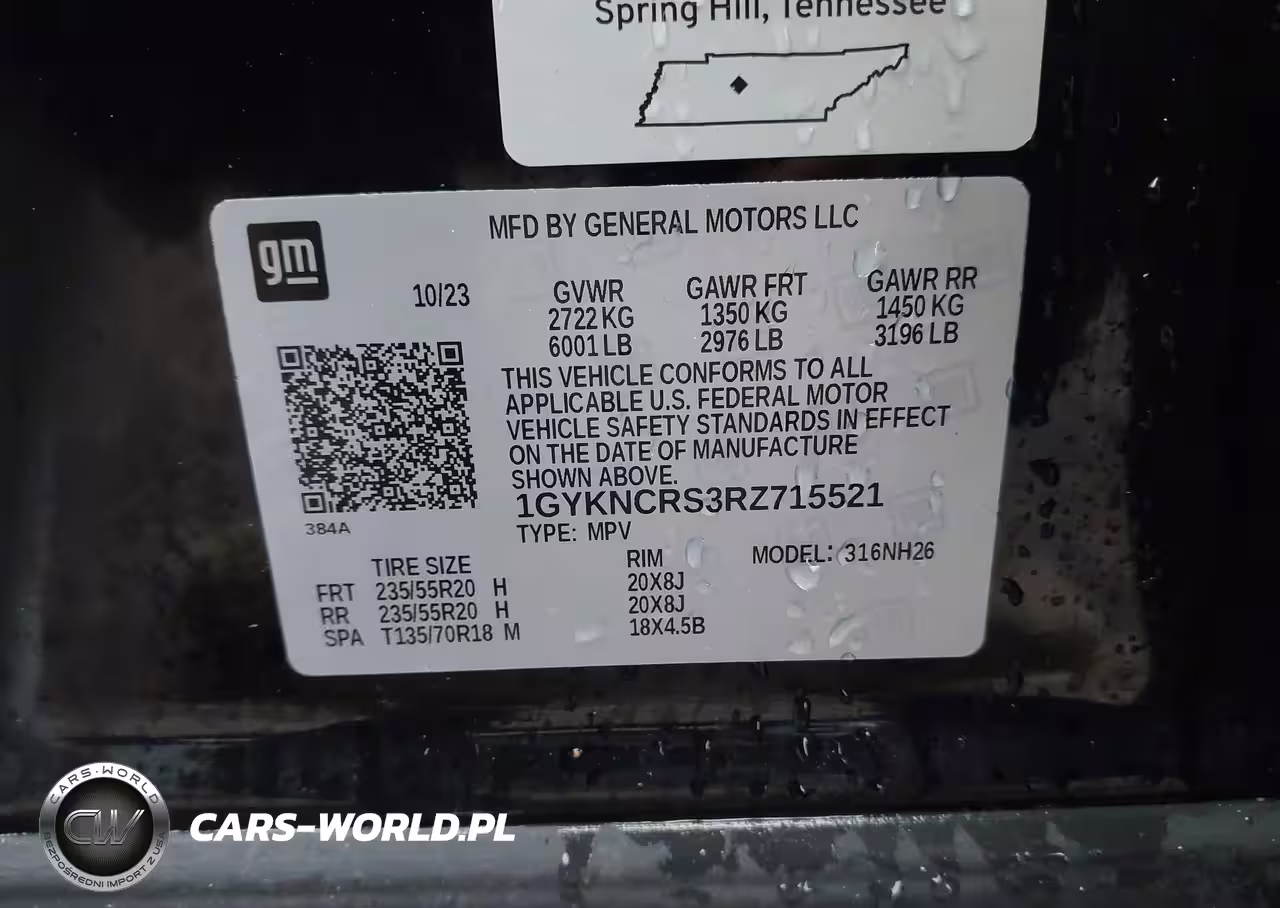 Spring Hill, Tennessee
MFD BY GENERAL MOTORS LLC
gm
10/23
GVWR GAWR FRT GAWR RR
2722 KG 1350 KG 1450 KG
6001 LB 2976 LB 3196 LB
THIS VEHICLE CONFORMS TO ALL
APPLICABLE U.S. FEDERAL MOTOR
VEHICLE SAFETY STANDARDS IN EFFECT
ON THE DATE OF MANUFACTURE
SHOWN ABOVE.
1GYKNCRS3RZ715521
384A
TYPE: MPV MODEL: 316NH26
TIRE SIZE RIM
FRT 235/55R20 H 20X8J
RR 235/55R20 H 20X8J
SPA T135/70R18 M 18X4.5B
CARS-WORLD
CW
BEZPOŚREDNI IMPORT Z USA
CARS-WORLD.PL